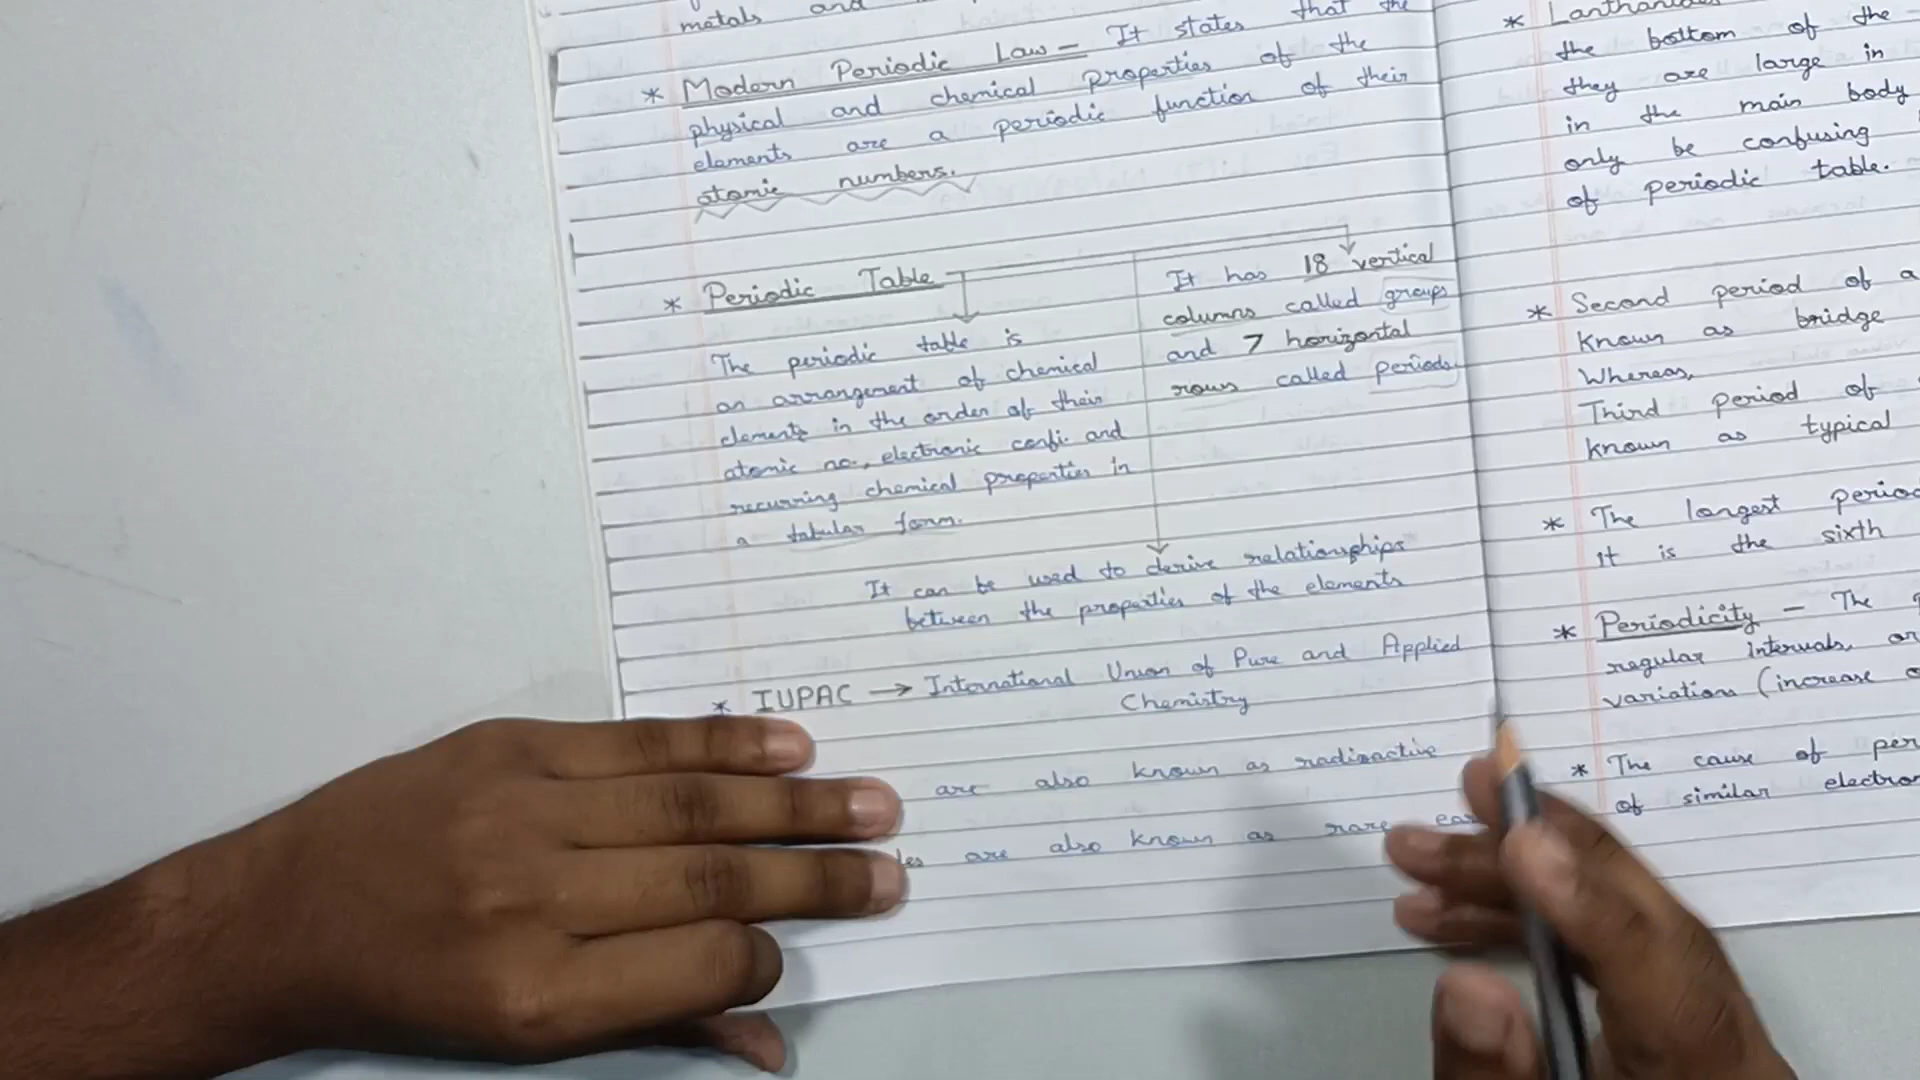 metals and
* Modern Periodic Law - It states that the
physical and chemical properties of the
elements are a periodic function of their
atomic numbers.
* Periodic Table
The periodic table is
an arrangement of chemical
elements in the order of their
atomic no., electronic confi. and
recurring chemical properties in
a tabular form.
It has 18 vertical
columns called groups
and 7 horizontal
rows called periods.
It can be used to derive relationships
between the properties of the elements
* IUPAC → International Union of Pure and Applied
Chemistry
are also known as radioactive
are also known as rare
* Lanthanides
the bottom of the
they are large in
in the main body
only be confusing
of periodic table.
* Second period of a
known as bridge
Whereas,
Third period of
known as typical
* The longest period
it is the sixth
* Periodicity - The
regular intervals, or
variation (increase
* The cause of
of similar